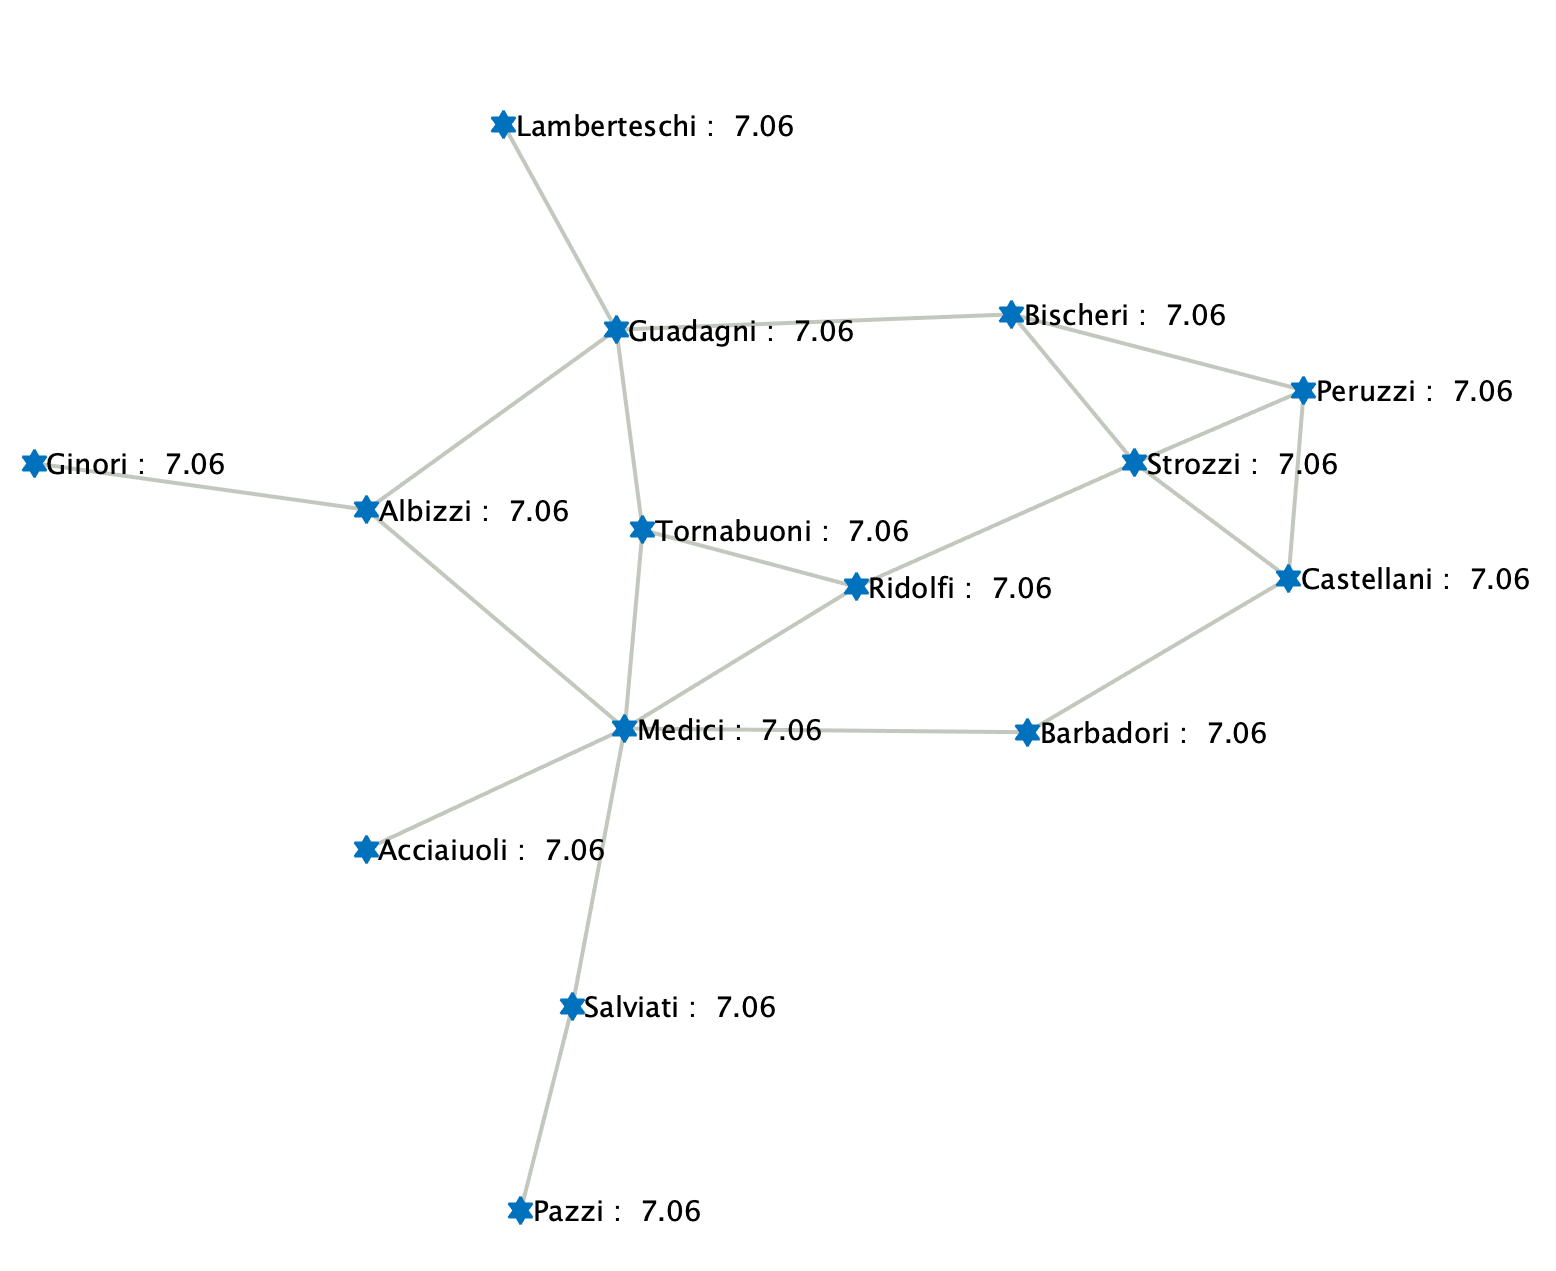 Lamberteschi :  7.06
Bischeri :  7.06
Guadagni :  7.06
Peruzzi :  7.06
Ginori :  7.06
Strozzi :  7.06
Albizzi :  7.06
Tornabuoni :  7.06
Castellani :  7.06
Ridolfi :  7.06
Medici :  7.06
Barbadori :  7.06
Acciaiuoli :  7.06
Salviati :  7.06
Pazzi :  7.06